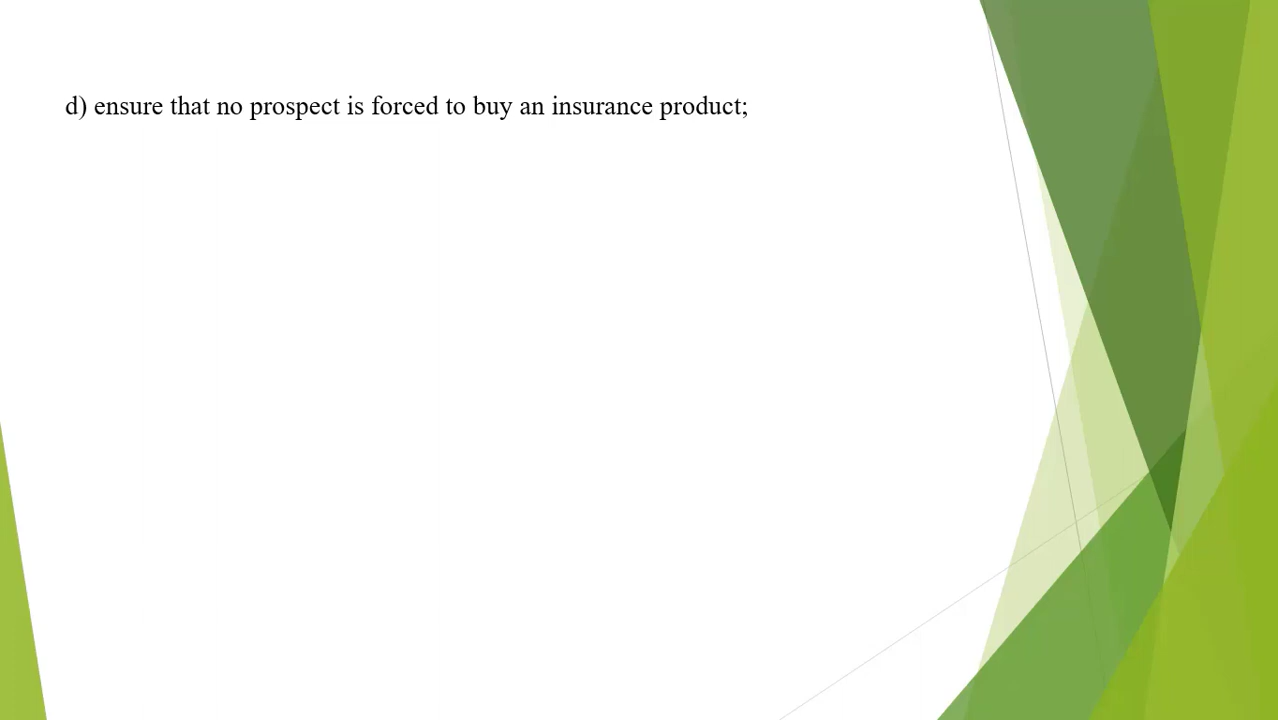 d) ensure that no prospect is forced to buy an insurance product;